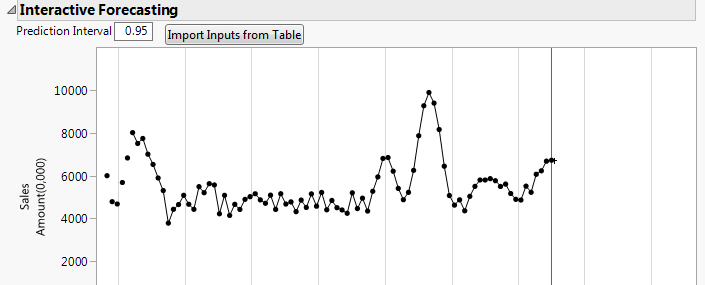 Interactive Forecasting
Prediction Interval 0.95 Import Inputs from Table
10000
8000
6000
4000
2000
Sales
Amount(0,000)